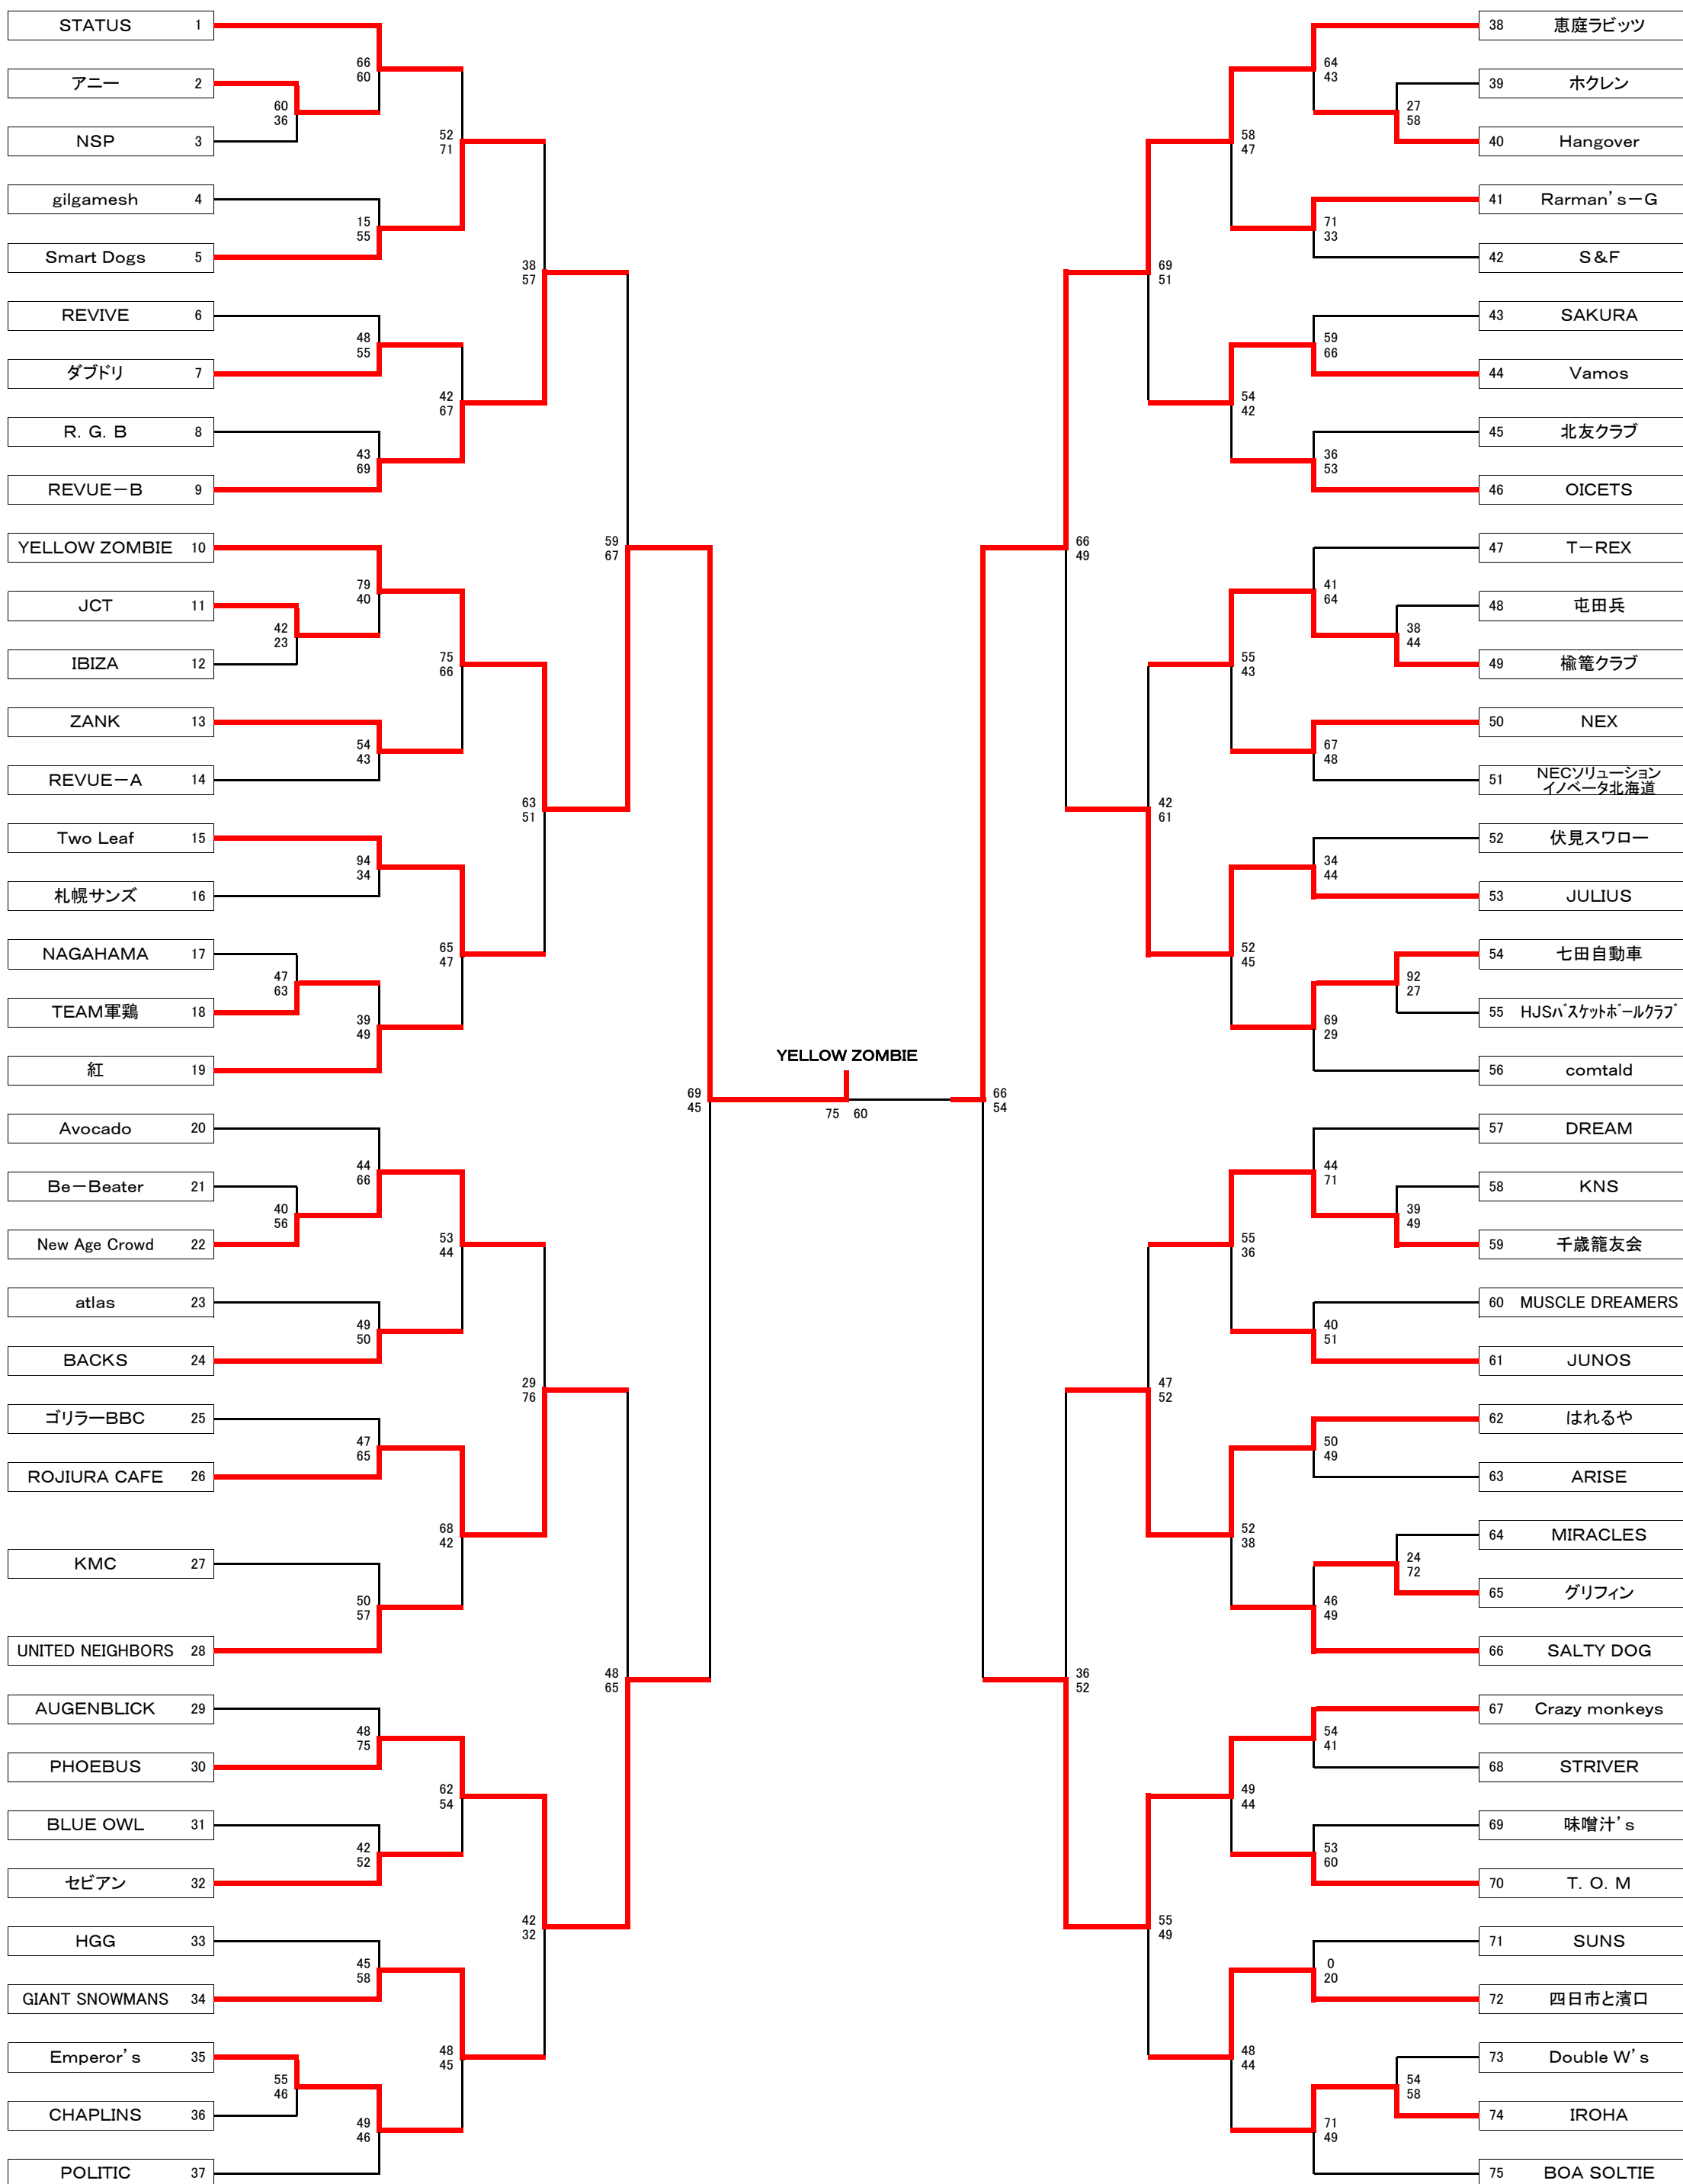 STATUS 1
アニー 2
NSP 3
gilgamesh 4
Smart Dogs 5
REVIVE 6
ダブドリ 7
R．G．B 8
REVUE－B 9
YELLOW ZOMBIE 10
JCT 11
IBIZA 12
ZANK 13
REVUE－A 14
Two Leaf 15
札幌サンズ 16
NAGAHAMA 17
TEAM軍鶏 18
紅 19
Avocado 20
Be－Beater 21
New Age Crowd 22
atlas 23
BACKS 24
ゴリラーBBC 25
ROJIURA CAFE 26
KMC 27
UNITED NEIGHBORS 28
AUGENBLICK 29
PHOEBUS 30
BLUE OWL 31
セビアン 32
HGG 33
GIANT SNOWMANS 34
Emperor’s 35
CHAPLINS 36
POLITIC 37
60
36
42
23
47
63
40
56
55
46
66
60
15
55
48
55
43
69
79
40
54
43
94
34
39
49
44
66
49
50
47
65
50
57
48
75
42
52
45
58
49
46
52
71
42
67
75
66
65
47
53
44
68
42
62
54
48
45
38
57
63
51
29
76
42
32
59
67
48
65
69
45
YELLOW ZOMBIE
75 60
66
54
66
49
36
52
69
51
42
61
47
52
55
49
58
47
54
42
55
43
52
45
55
36
52
38
49
44
48
44
64
43
71
33
59
66
36
53
41
64
67
48
34
44
69
29
44
71
40
51
50
49
46
49
54
41
53
60
0
20
71
49
27
58
38
44
92
27
39
49
24
72
54
58
38 恵庭ラビッツ
39 ホクレン
40 Hangover
41 Rarman’s－G
42 S＆F
43 SAKURA
44 Vamos
45 北友クラブ
46 OICETS
47 T－REX
48 屯田兵
49 楡篭クラブ
50 NEX
51 NECソリューション
イノベータ北海道
52 伏見スワロー
53 JULIUS
54 七田自動車
55 HJSﾊﾞｽｹｯﾄﾎﾞｰﾙｸﾗﾌﾞ
56 comtald
57 DREAM
58 KNS
59 千歳籠友会
60 MUSCLE DREAMERS
61 JUNOS
62 はれるや
63 ARISE
64 MIRACLES
65 グリフィン
66 SALTY DOG
67 Crazy monkeys
68 STRIVER
69 味噌汁’s
70 T．O．M
71 SUNS
72 四日市と濱口
73 Double W’s
74 IROHA
75 BOA SOLTIE